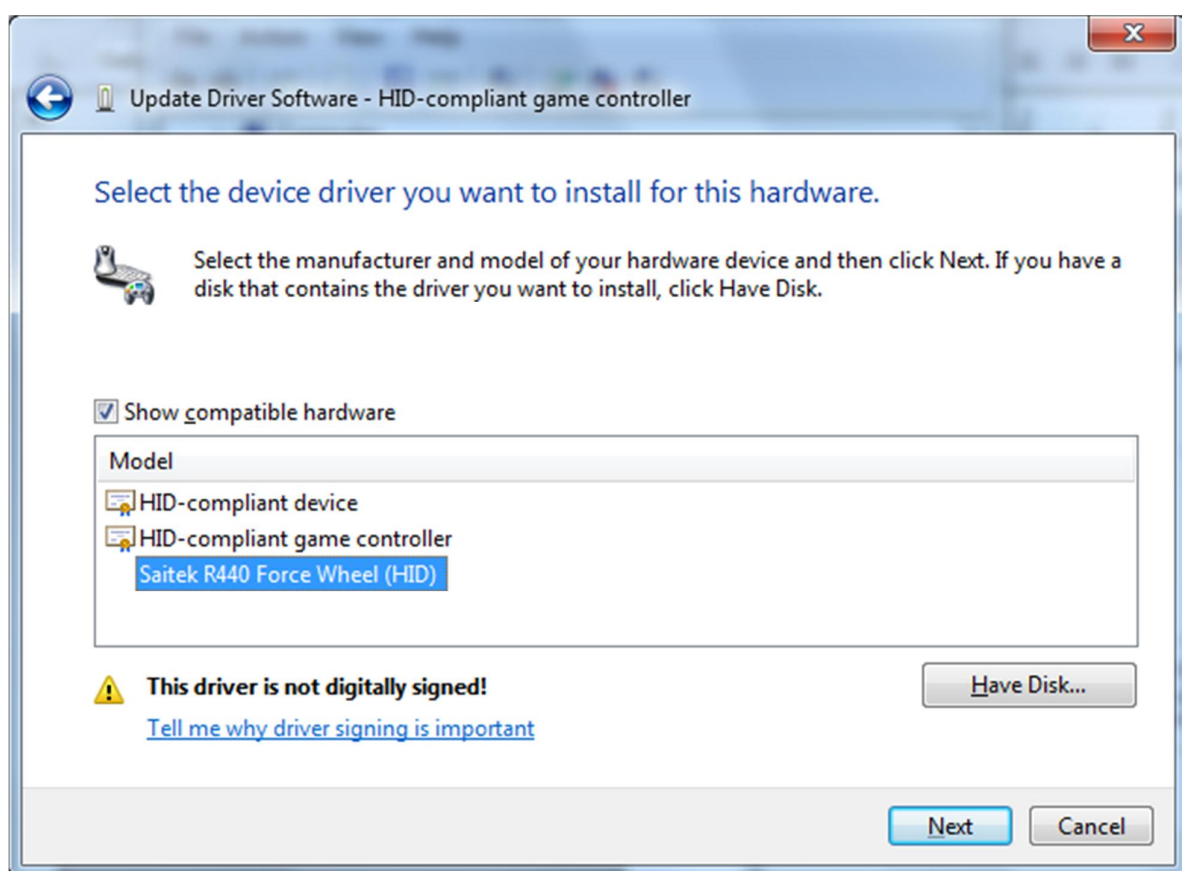 Update Driver Software - HID-compliant game controller
Select the device driver you want to install for this hardware.
Select the manufacturer and model of your hardware device and then click Next. If you have a
disk that contains the driver you want to install, click Have Disk.
Show compatible hardware
Model
HID-compliant device
HID-compliant game controller
Saitek R440 Force Wheel (HID)
This driver is not digitally signed!
Have Disk...
Tell me why driver signing is important
Next
Cancel